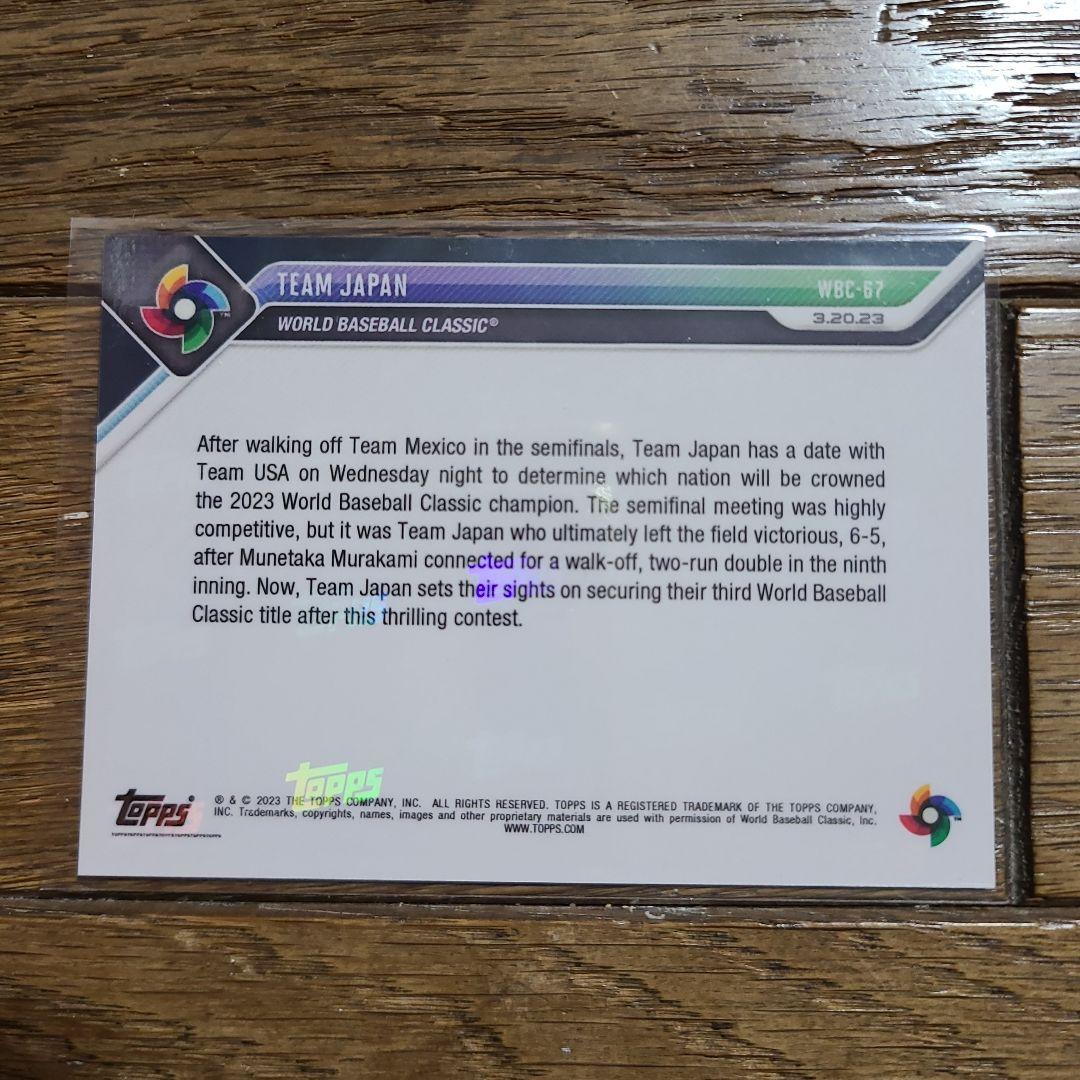 TEAM JAPAN
WBC-67
WORLD BASEBALL CLASSIC®
3.20.23
After walking off Team Mexico in the semifinals, Team Japan has a date with
Team USA on Wednesday night to determine which nation will be crowned
the 2023 World Baseball Classic champion. The semifinal meeting was highly
competitive, but it was Team Japan who ultimately left the field victorious, 6-5,
after Munetaka Murakami connected for a walk-off, two-run double in the ninth
inning. Now, Team Japan sets their sights on securing their third World Baseball
Classic title after this thrilling contest.
topps
topps®
® & © 2023 THE TOPPS COMPANY, INC. ALL RIGHTS RESERVED. TOPPS IS A REGISTERED TRADEMARK OF THE TOPPS COMPANY,
INC. Trademarks, copyrights, names, images and other proprietary materials are used with permission of World Baseball Classic, Inc.
WWW.TOPPS.COM